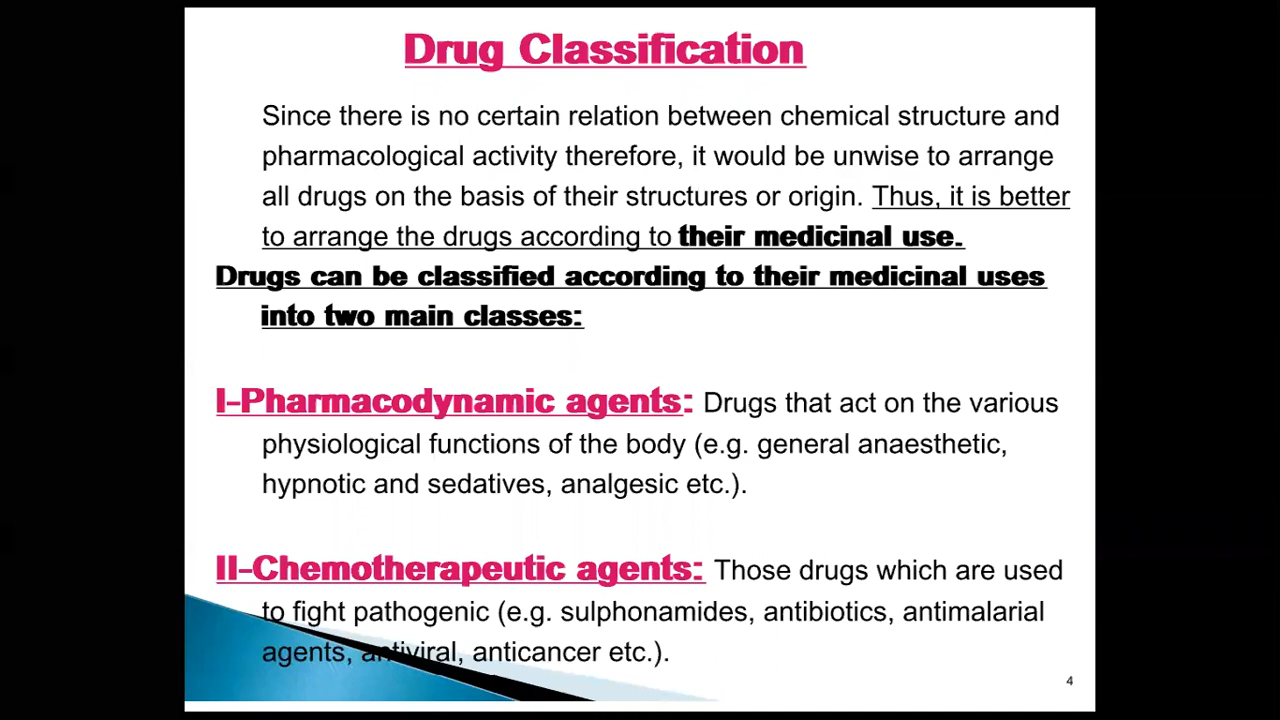 Drug Classification
Since there is no certain relation between chemical structure and
pharmacological activity therefore, it would be unwise to arrange
all drugs on the basis of their structures or origin. Thus, it is better
to arrange the drugs according to their medicinal use.
Drugs can be classified according to their medicinal uses
into two main classes:
I-Pharmacodynamic agents: Drugs that act on the various
physiological functions of the body (e.g. general anaesthetic,
hypnotic and sedatives, analgesic etc.).
II-Chemotherapeutic agents: Those drugs which are used
to fight pathogenic (e.g. sulphonamides, antibiotics, antimalarial
agents, antiviral, anticancer etc.).
4